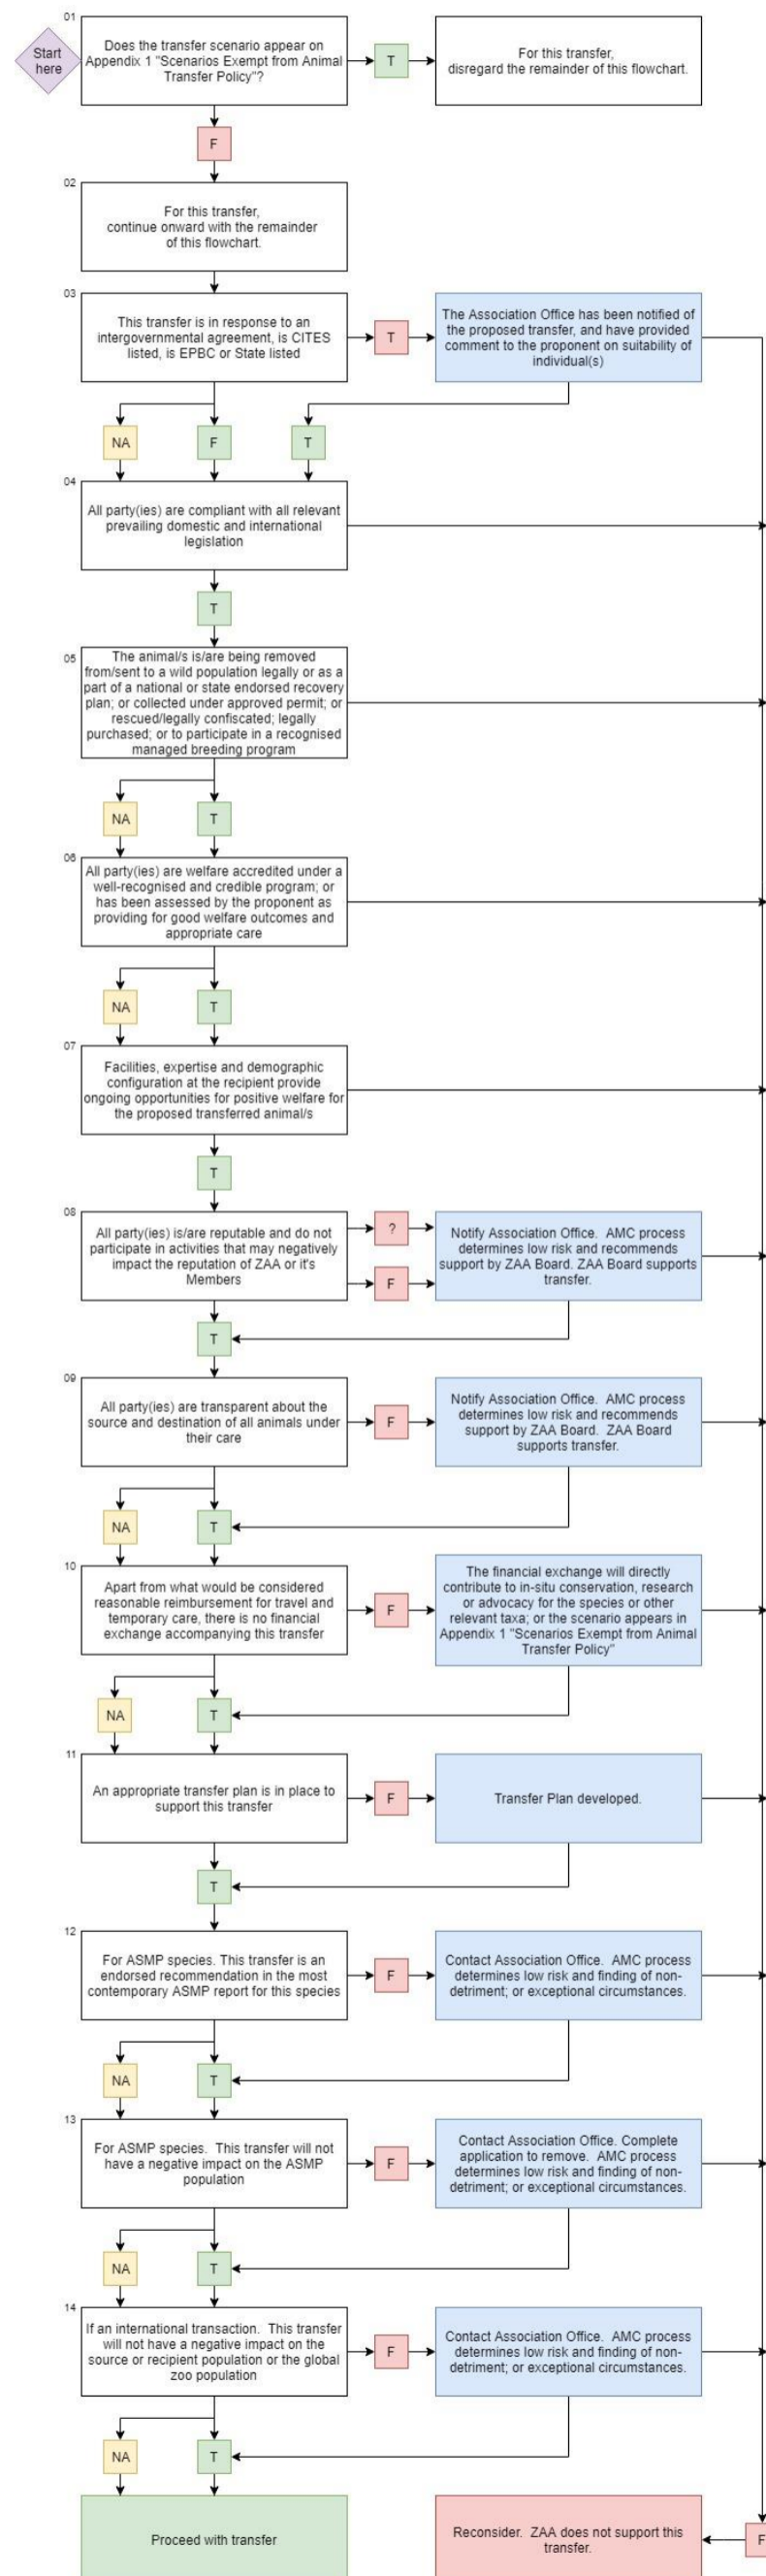 01
Start
here
Does the transfer scenario appear on
Appendix 1 "Scenarios Exempt from Animal
Transfer Policy"?
T
For this transfer,
disregard the remainder of this flowchart.
F
02
For this transfer,
continue onward with the remainder
of this flowchart.
03
This transfer is in response to an
intergovernmental agreement, is CITES
listed, is EPBC or State listed
T
The Association Office has been notified of
the proposed transfer, and have provided
comment to the proponent on suitability of
individual(s)
NA
F
T
04
All party(ies) are compliant with all relevant
prevailing domestic and international
legislation
T
05
The animal/s is/are being removed
from/sent to a wild population legally or as a
part of a national or state endorsed recovery
plan; or collected under approved permit; or
rescued/legally confiscated; legally
purchased; or to participate in a recognised
managed breeding program
NA
T
06
All party(ies) are welfare accredited under a
well-recognised and credible program; or
has been assessed by the proponent as
providing for good welfare outcomes and
appropriate care
NA
T
07
Facilities, expertise and demographic
configuration at the recipient provide
ongoing opportunities for positive welfare for
the proposed transferred animal/s
T
08
All party(ies) is/are reputable and do not
participate in activities that may negatively
impact the reputation of ZAA or it's
Members
?
F
Notify Association Office. AMC process
determines low risk and recommends
support by ZAA Board. ZAA Board supports
transfer.
T
09
All party(ies) are transparent about the
source and destination of all animals under
their care
F
Notify Association Office. AMC process
determines low risk and recommends
support by ZAA Board. ZAA Board
supports transfer.
NA
T
10
Apart from what would be considered
reasonable reimbursement for travel and
temporary care, there is no financial
exchange accompanying this transfer
F
The financial exchange will directly
contribute to in-situ conservation, research
or advocacy for the species or other
relevant taxa; or the scenario appears in
Appendix 1 "Scenarios Exempt from Animal
Transfer Policy"
NA
T
11
An appropriate transfer plan is in place to
support this transfer
F
Transfer Plan developed.
T
12
For ASMP species. This transfer is an
endorsed recommendation in the most
contemporary ASMP report for this species
F
Contact Association Office. AMC process
determines low risk and finding of non-
detriment; or exceptional circumstances.
NA
T
13
For ASMP species. This transfer will not
have a negative impact on the ASMP
population
F
Contact Association Office. Complete
application to remove. AMC process
determines low risk and finding of non-
detriment; or exceptional circumstances.
NA
T
14
If an international transaction. This transfer
will not have a negative impact on the
source or recipient population or the global
zoo population
F
Contact Association Office. AMC process
determines low risk and finding of non-
detriment; or exceptional circumstances.
NA
T
Proceed with transfer
Reconsider. ZAA does not support this
transfer.
F